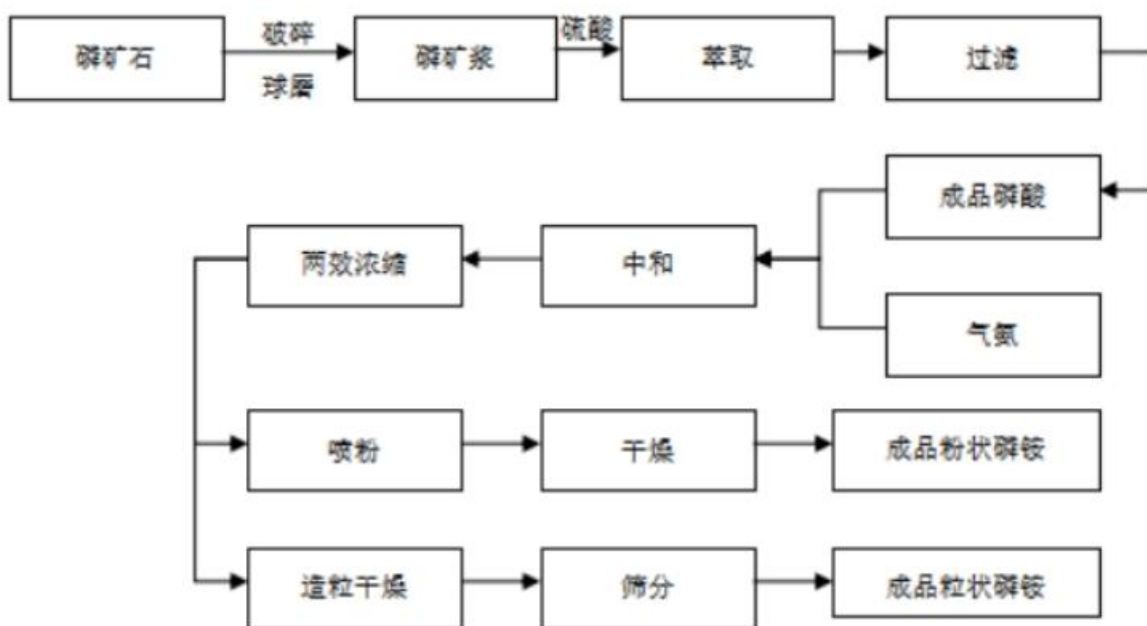 磷矿石
破碎
球磨
磷矿浆
硫酸
萃取
过滤
成品磷酸
两效浓缩
中和
气氨
喷粉
干燥
成品粉状磷铵
造粒干燥
筛分
成品粒状磷铵